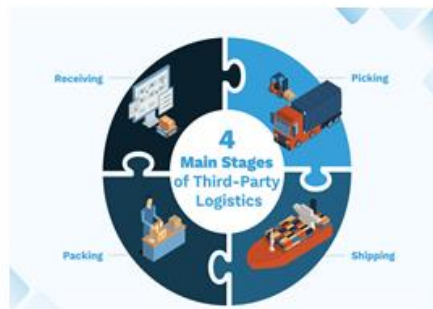 Receiving
Picking
4
Main Stages
of Third-Party
Logistics
Packing
Shipping